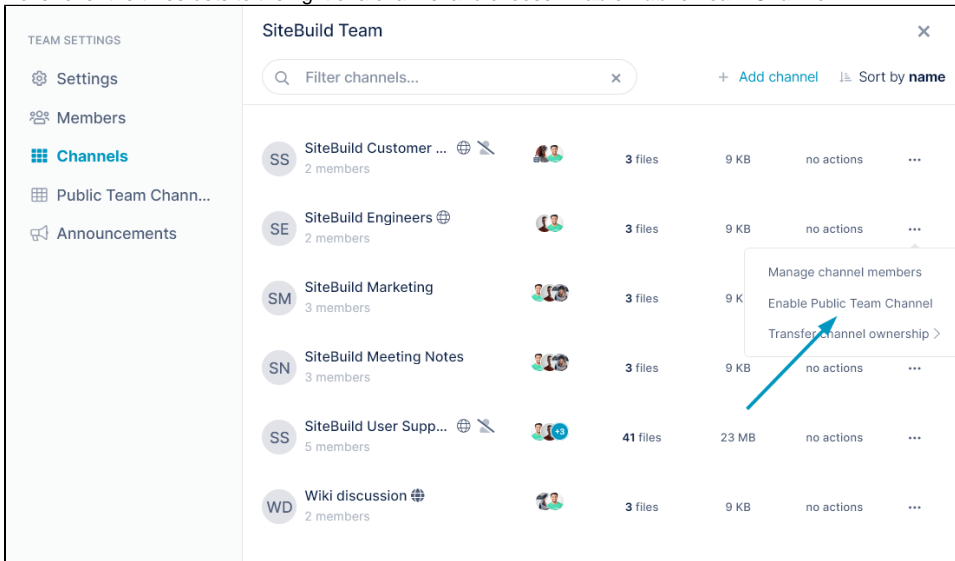 TEAM SETTINGS
Settings
Members
Channels
Public Team Chann...
Announcements
SiteBuild Team
Filter channels...
+ Add channel
Sort by name
SS SiteBuild Customer ... 3 files 9 KB no actions ...
2 members
SE SiteBuild Engineers 3 files 9 KB no actions ...
2 members
Manage channel members
Enable Public Team Channel
Transfer channel ownership >
SM SiteBuild Marketing 3 files 9 K
3 members
SN SiteBuild Meeting Notes 3 files 9 KB no actions ...
3 members
SS SiteBuild User Supp... +3 41 files 23 MB no actions ...
5 members
WD Wiki discussion 3 files 9 KB no actions ...
2 members